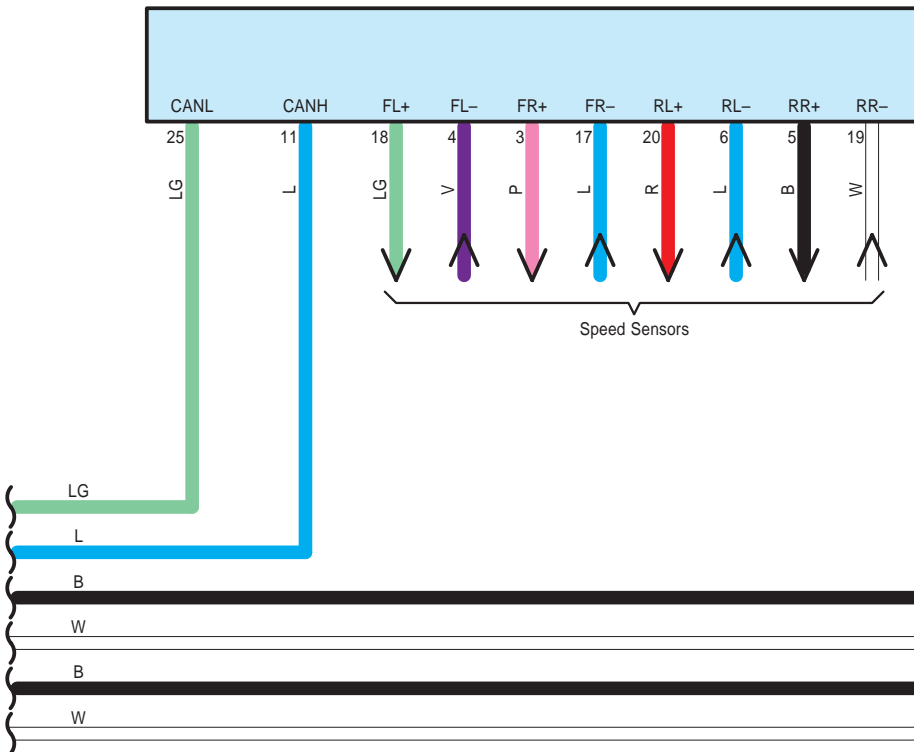 CANL CANH FL+ FL– FR+ FR– RL+ RL– RR+ RR–
25 11 18 4 3 17 20 6 5 19
LG L LG V P L R L B W
Speed Sensors
LG
L
B
W
B
W